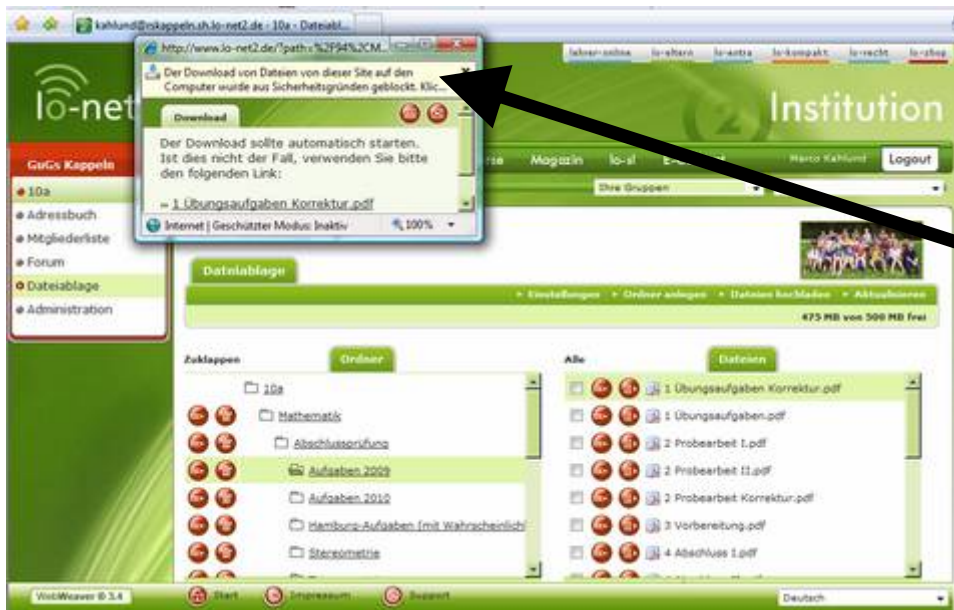 kahlund@rskappeln.sh.lo-net2.de - 10a - Dateiabl...
http://www.lo-net2.de/?path=%2F94%2CM...
Der Download von Dateien von dieser Site auf den
Computer wurde aus Sicherheitsgründen geblockt. Klic...
Download
Der Download sollte automatisch starten.
Ist dies nicht der Fall, verwenden Sie bitte
den folgenden Link:
1 Übungsaufgaben Korrektur.pdf
Internet | Geschützter Modus: Inaktiv 100%
lehrer-online lo-eltern lo-extra lo-kompakt lo-recht lo-shop
lo-net
2 Institution
Magazin lo-sl
Marco Kahlund Logout
Ihre Gruppen
GuGs Kappeln
10a
Adressbuch
Mitgliederliste
Forum
Dateiablage
Administration
Dateiablage
Einstellungen Ordner anlegen Dateien hochladen Aktualisieren
475 MB von 500 MB frei
Zuklappen Ordner
10a
Mathematik
Abschlussprüfung
Aufgaben 2009
Aufgaben 2010
Hamburg-Aufgaben (mit Wahrscheinlich
Stereometrie
Alle Dateien
1 Übungsaufgaben Korrektur.pdf
1 Übungsaufgaben.pdf
2 Probearbeit I.pdf
2 Probearbeit II.pdf
2 Probearbeit Korrektur.pdf
3 Vorbereitung.pdf
4 Abschluss I.pdf
WebWeaver ® 3.4 Start Impressum Support Deutsch